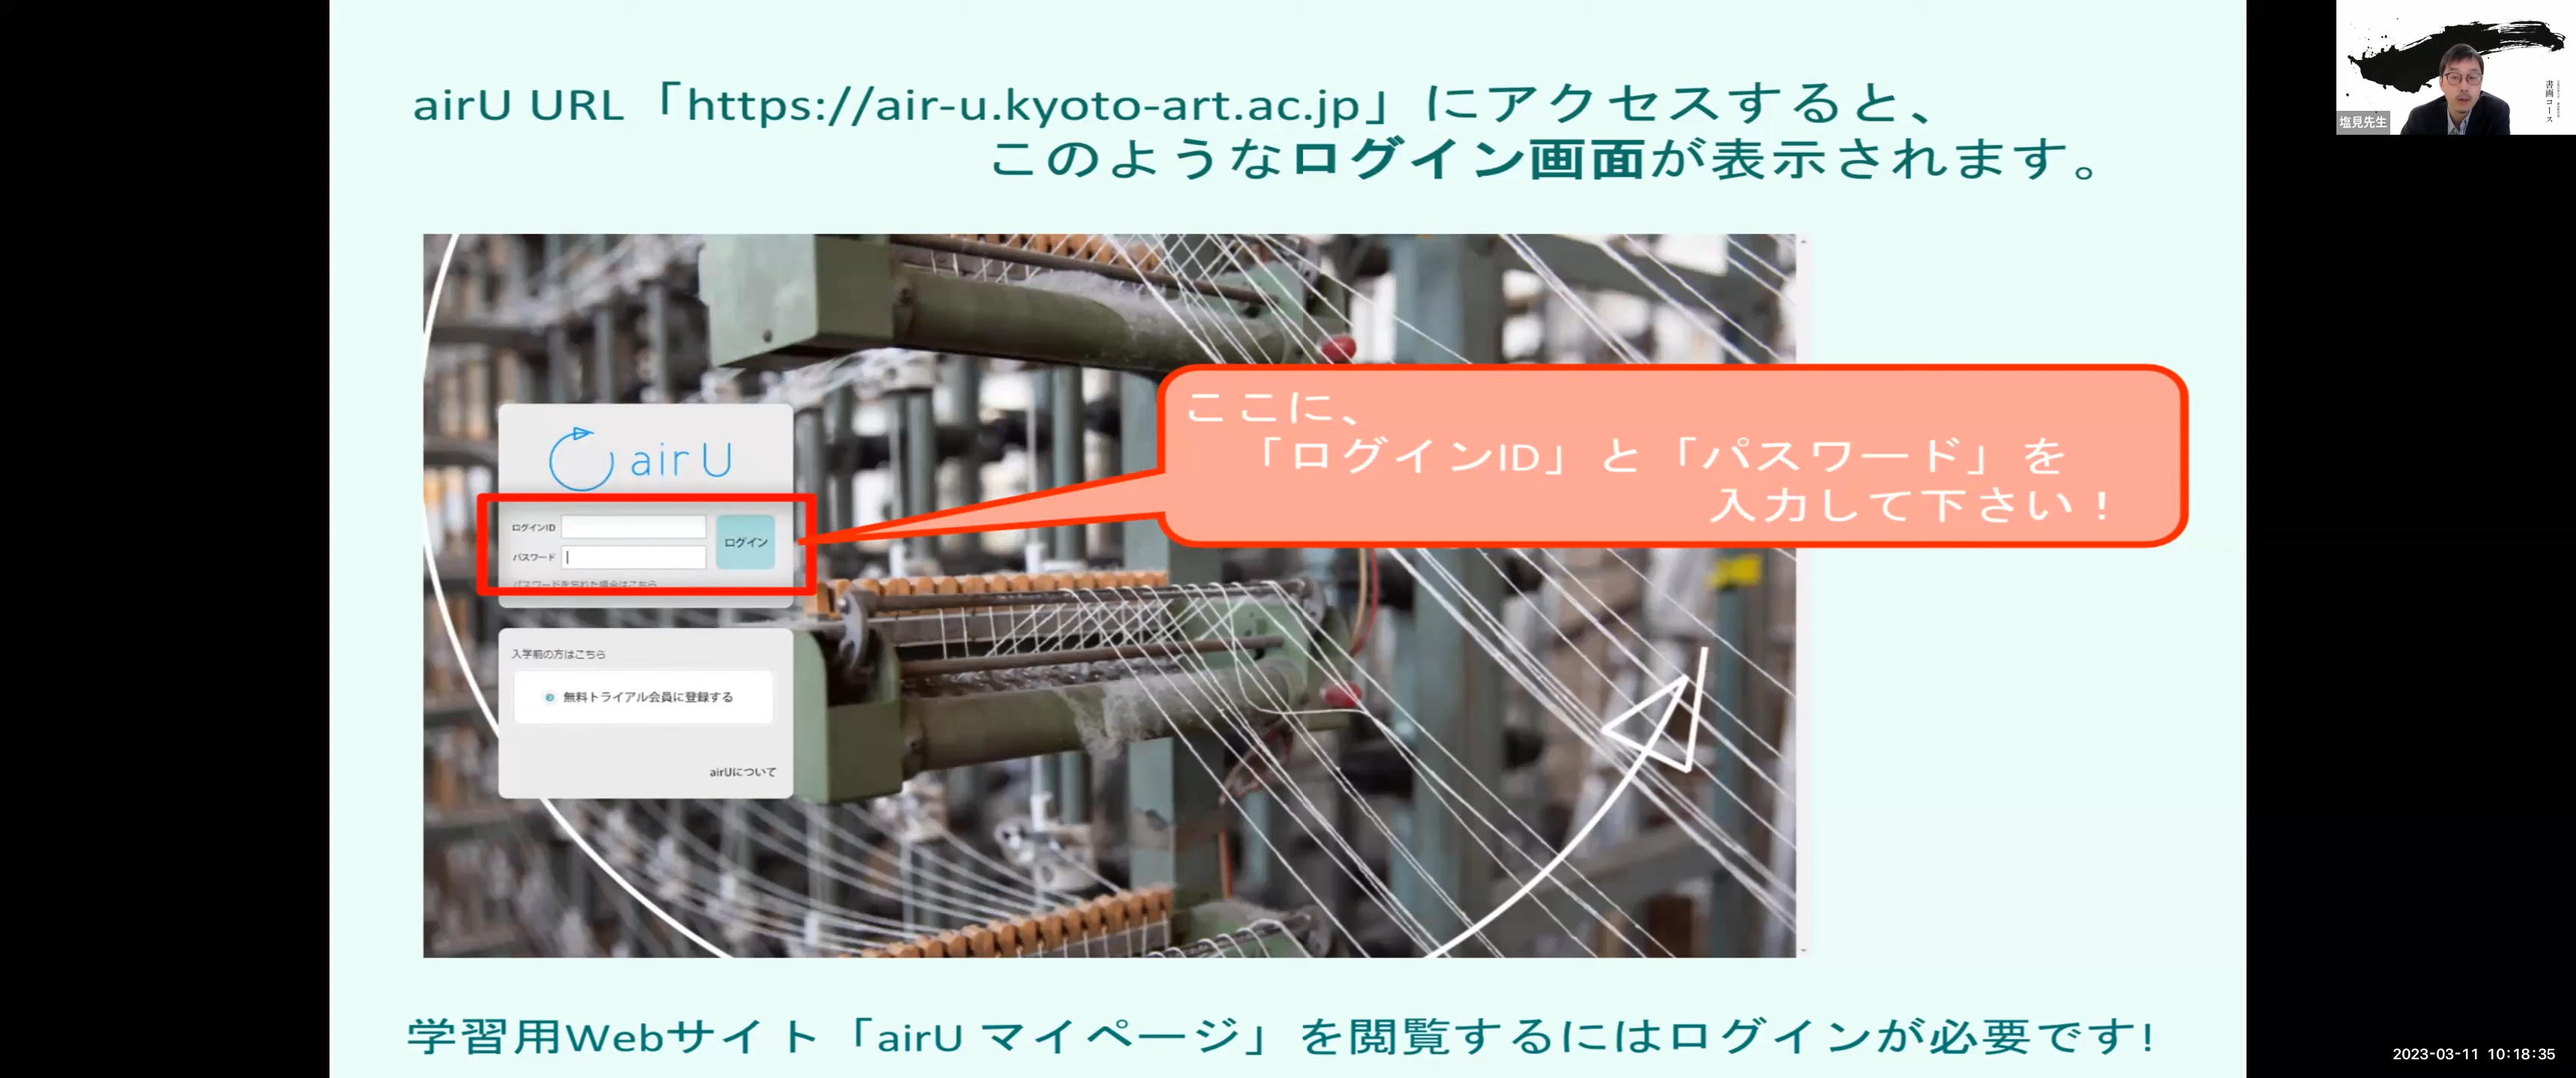 airU URL「https://air-u.kyoto-art.ac.jp」にアクセスすると、
このようなログイン画面が表示されます。
書画コース
塩見先生
ここに、
「ログインID」と「パスワード」を
入力して下さい！
airU
ログインID
パスワード
ログイン
パスワードを忘れた場合はこちら
入学前の方はこちら
無料トライアル会員に登録する
airUについて
学習用Webサイト「airU マイページ」を閲覧するにはログインが必要です!
2023-03-11 10:18:35